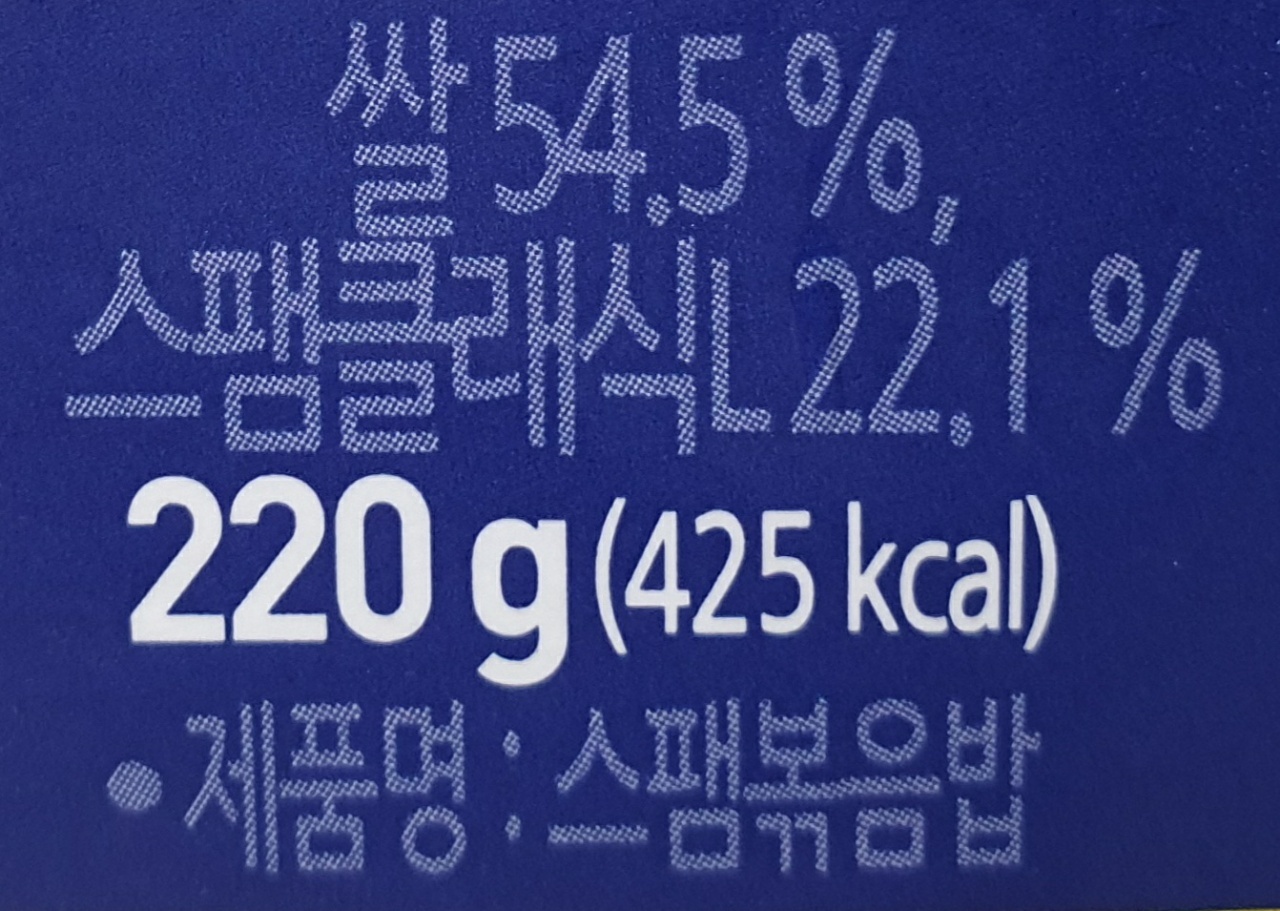 쌀 54.5 %,
스팸클래식L 22.1 %
220 g (425 kcal)
● 제품명 : 스팸볶음밥